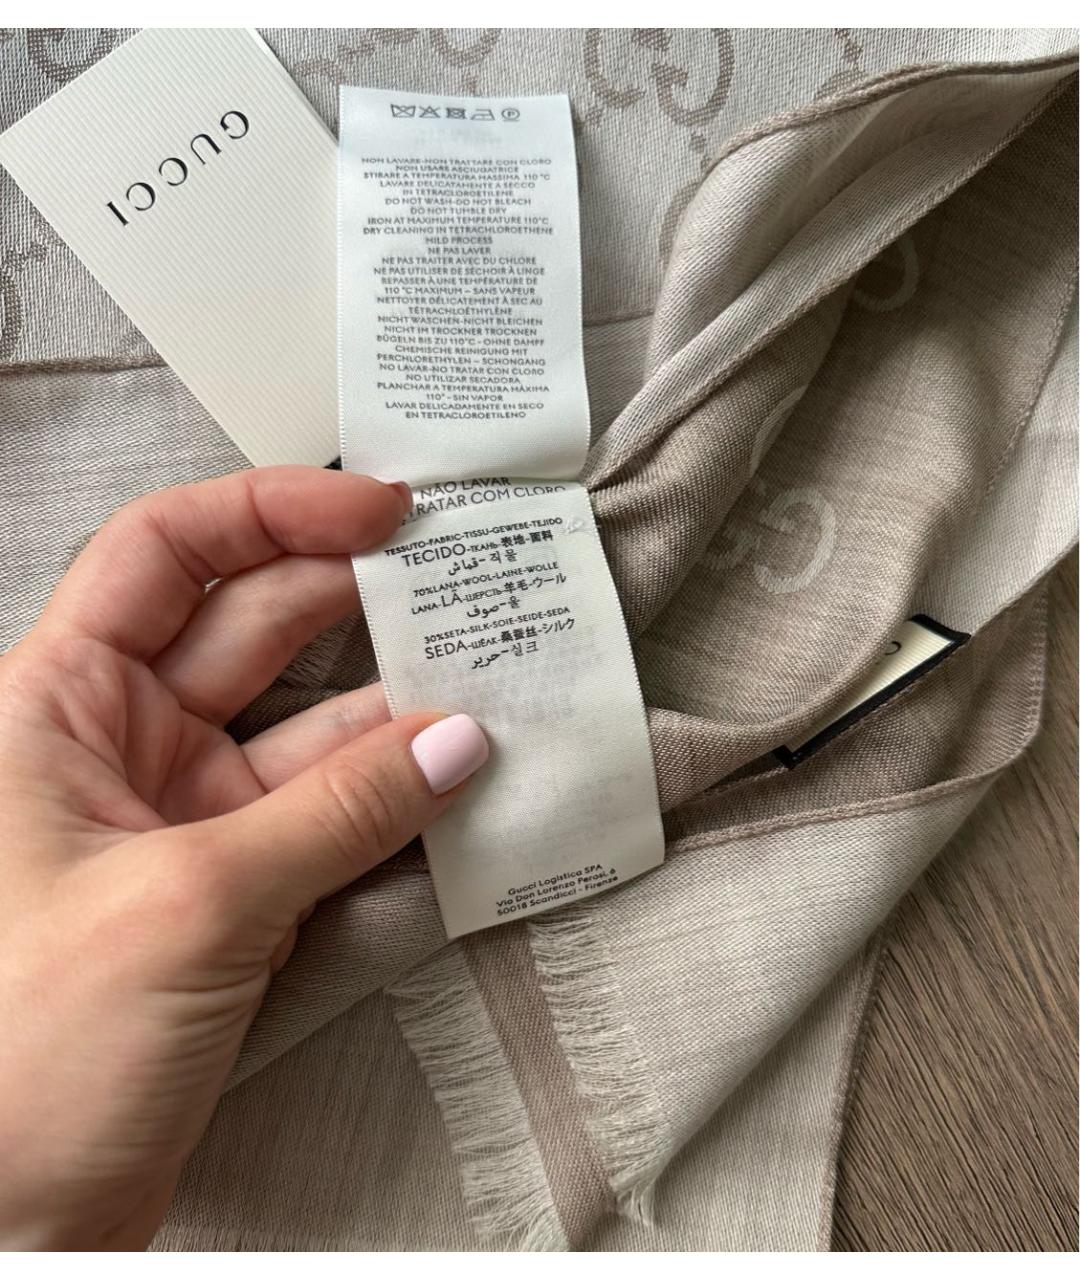 GUCCI
NON LAVARE-NON TRATTARE CON CLORO
NON USARE ASCIUGATRICE
STIRARE A TEMPERATURA MASSIMA 110 °C
LAVARE DELICATAMENTE A SECCO
IN TETRACLOROETILENE
DO NOT WASH-DO NOT BLEACH
DO NOT TUMBLE DRY
IRON AT MAXIMUM TEMPERATURE 110°C
DRY CLEANING IN TETRACHLOROETHENE
MILD PROCESS
NE PAS LAVER
NE PAS TRAITER AVEC DU CHLORE
NE PAS UTILISER DE SÉCHOIR À LINGE
REPASSER À UNE TEMPÉRATURE DE
110 °C MAXIMUM – SANS VAPEUR
NETTOYER DÉLICATEMENT À SEC AU
TÉTRACHLOÉTHYLÈNE
NICHT WASCHEN-NICHT BLEICHEN
NICHT IM TROCKNER TROCKNEN
BÜGELN BIS ZU 110°C - OHNE DAMPF
CHEMISCHE REINIGUNG MIT
PERCHLORETHYLEN – SCHONGANG
NO LAVAR-NO TRATAR CON CLORO
NO UTILIZAR SECADORA
PLANCHAR A TEMPERATURA MÁXIMA
110° - SIN VAPOR
LAVAR DELICADAMENTE EN SECO
EN TETRACLOROETILENO
NÃO LAVAR
TRATAR COM CLORO
TESSUTO-FABRIC-TISSU-GEWEBE-TEJIDO
TECIDO-ТКАНЬ-表地-面料
قماش-직물
70%LANA-WOOL-LAINE-WOLLE
LANA-LÃ-ШЕРСТЬ-羊毛-ウール
صوف-울
30%SETA-SILK-SOIE-SEIDE-SEDA
SEDA-ШЁЛК-桑蚕丝-シルク
حرير-실크
Gucci Logistica SPA
Via Don Lorenzo Perosi, 6
50018 Scandicci - Firenze